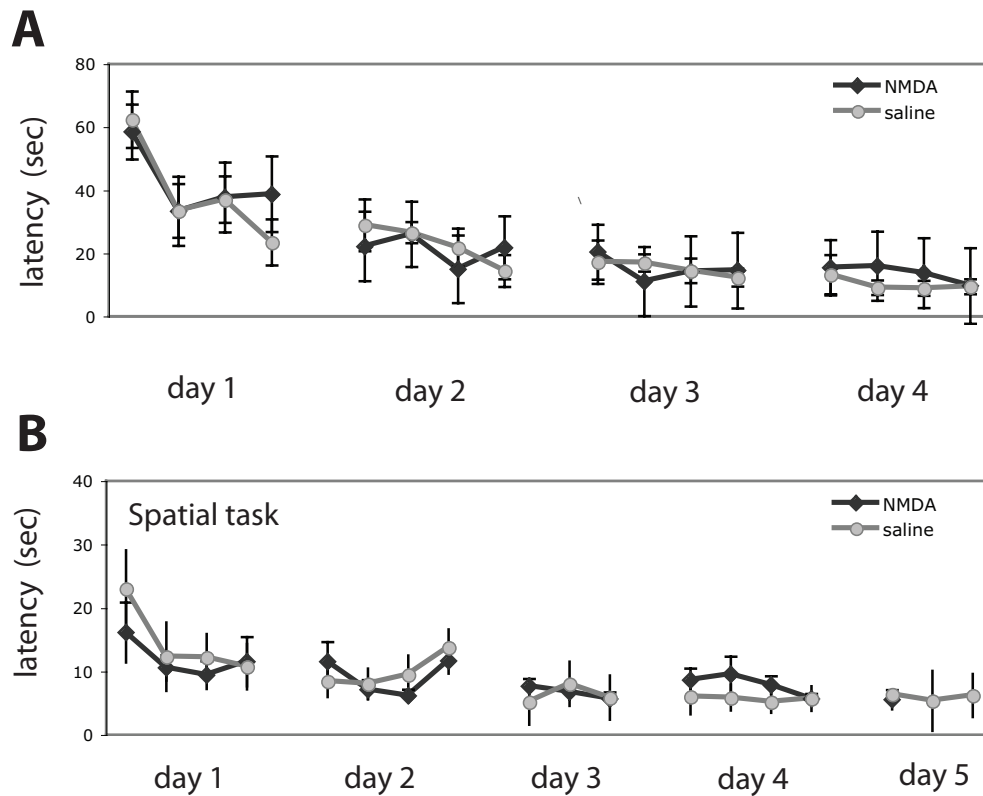 A
80
60
40
20
0
latency (sec)
NMDA
saline
day 1
day 2
day 3
day 4
B
40
30
20
10
0
latency (sec)
Spatial task
NMDA
saline
day 1
day 2
day 3
day 4
day 5